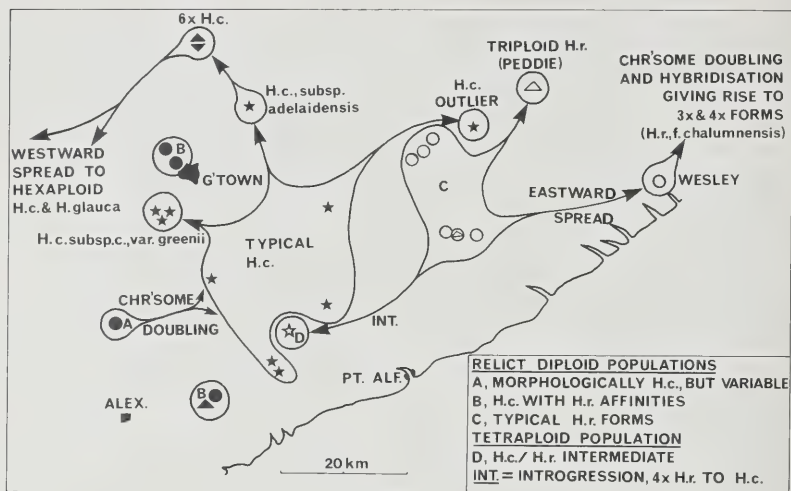 6x H.c.
H.c., subsp.
adelaidensis
WESTWARD
SPREAD TO
HEXAPLOID
H.c. & H.glauca
B
G'TOWN
H.c.subsp.c., var. greenii
TYPICAL
H.c.
CHR'SOME
DOUBLING
A
B
ALEX.
D
INT.
PT. ALF.
20 km
H.c.
OUTLIER
TRIPLOID H.r.
(PEDDIE)
C
EASTWARD
SPREAD
WESLEY
CHR'SOME DOUBLING
AND HYBRIDISATION
GIVING RISE TO
3x & 4x FORMS
(H.r., f. chalumnensis)
RELICT DIPLOID POPULATIONS
A, MORPHOLOGICALLY H.c., BUT VARIABLE
B, H.c. WITH H.r. AFFINITIES
C, TYPICAL H.r. FORMS
TETRAPLOID POPULATION
D, H.c./ H.r. INTERMEDIATE
INT. = INTROGRESSION, 4x H.r. TO H.c.